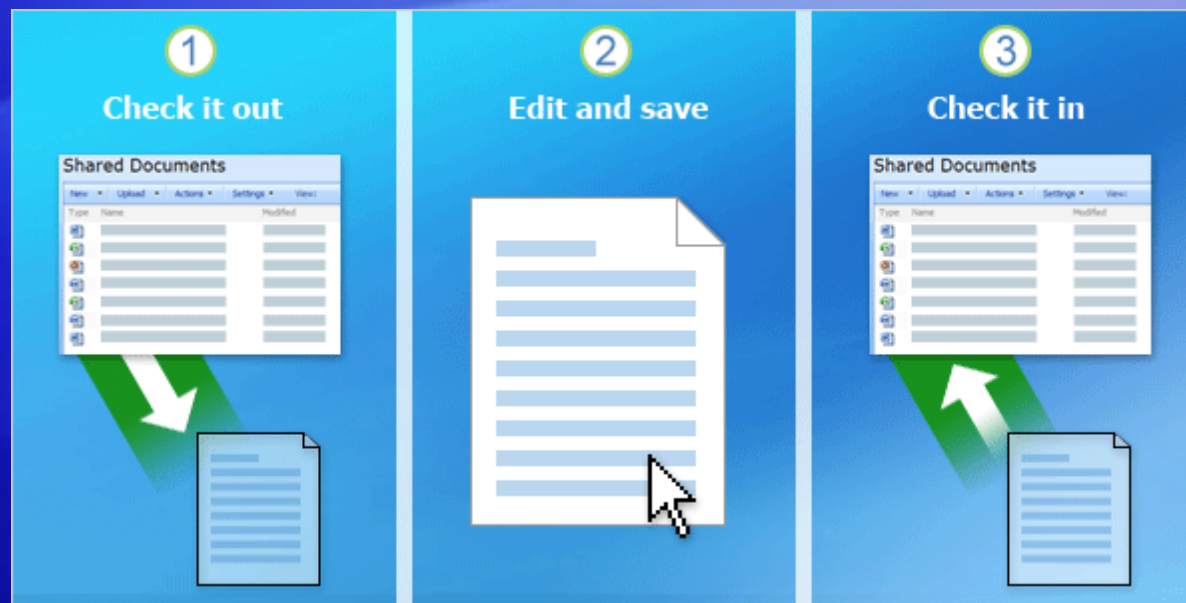 1
Check it out
Shared Documents
New Upload Actions Settings View:
Type Name Modified
2
Edit and save
3
Check it in
Shared Documents
New Upload Actions Settings View:
Type Name Modified